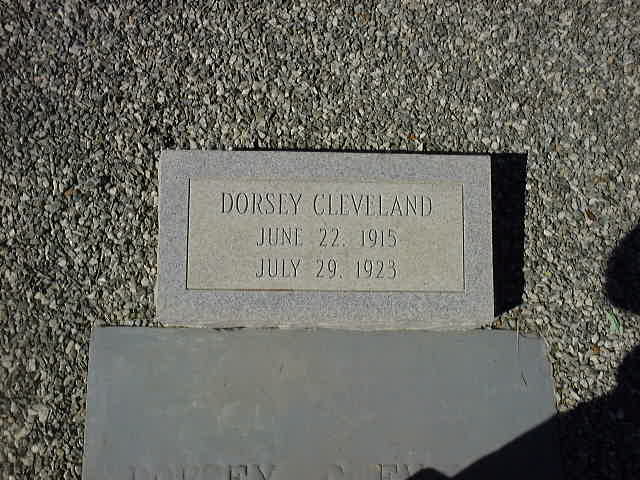 DORSEY CLEVELAND
JUNE 22. 1915
JULY 29. 1923